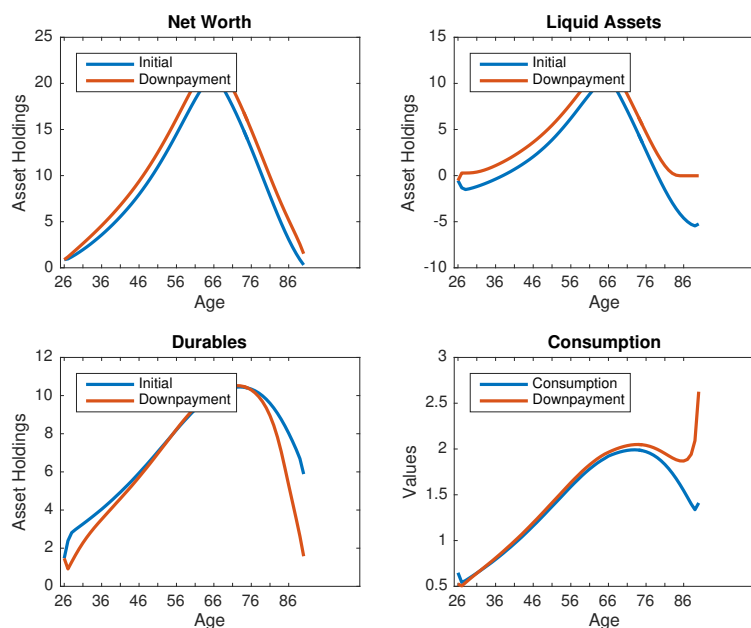 Net Worth
25
20
15
10
5
0
Asset Holdings
Initial
Downpayment
26 36 46 56 66 76 86
Age
Liquid Assets
15
10
5
0
-5
-10
Asset Holdings
Initial
Downpayment
26 36 46 56 66 76 86
Age
Durables
12
10
8
6
4
2
0
Asset Holdings
Initial
Downpayment
26 36 46 56 66 76 86
Age
Consumption
3
2.5
2
1.5
1
0.5
Values
Consumption
Downpayment
26 36 46 56 66 76 86
Age